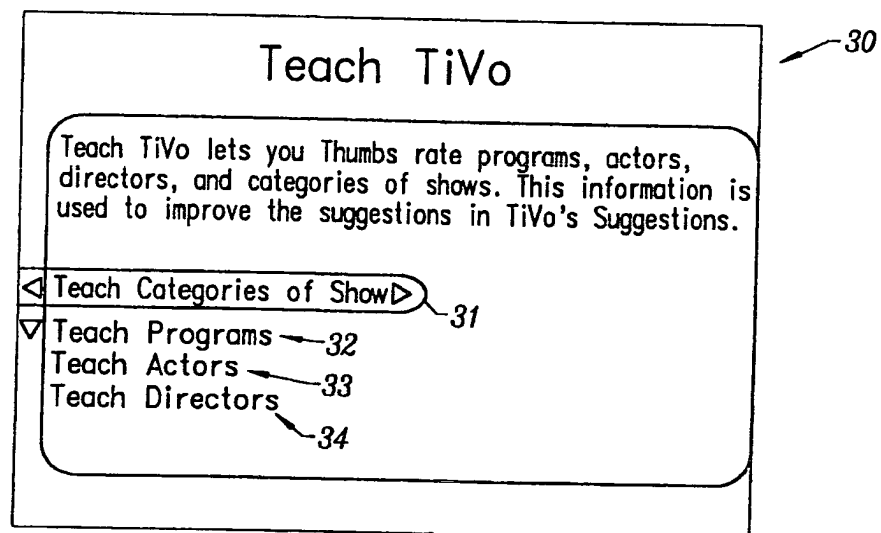 30
Teach TiVo
Teach TiVo lets you Thumbs rate programs, actors,
directors, and categories of shows. This information is
used to improve the suggestions in TiVo's Suggestions.
Teach Categories of Show
31
Teach Programs 32
Teach Actors 33
Teach Directors
34